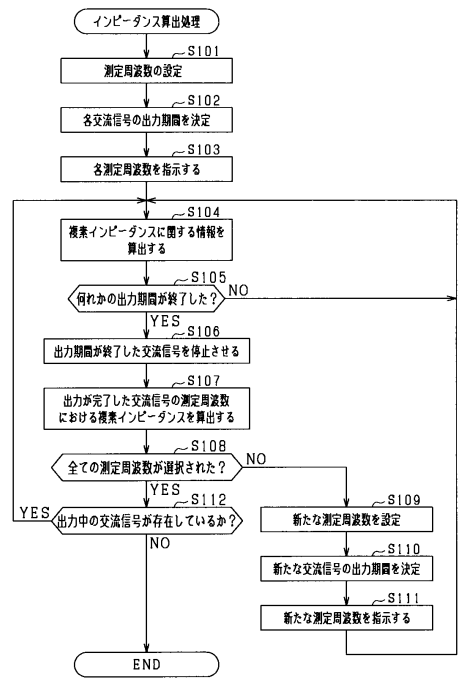 インピーダンス算出処理
S101
測定周波数の設定
S102
各交流信号の出力期間を決定
S103
各測定周波数を指示する
S104
複素インピーダンスに関する情報を
算出する
S105
何れかの出力期間が終了した?
NO
YES
S106
出力期間が終了した交流信号を停止させる
S107
出力が完了した交流信号の測定周波数
における複素インピーダンスを算出する
S108
全ての測定周波数が選択された?
NO
YES
S112
出力中の交流信号が存在しているか?
YES
NO
S109
新たな測定周波数を設定
S110
新たな交流信号の出力期間を決定
S111
新たな測定周波数を指示する
END